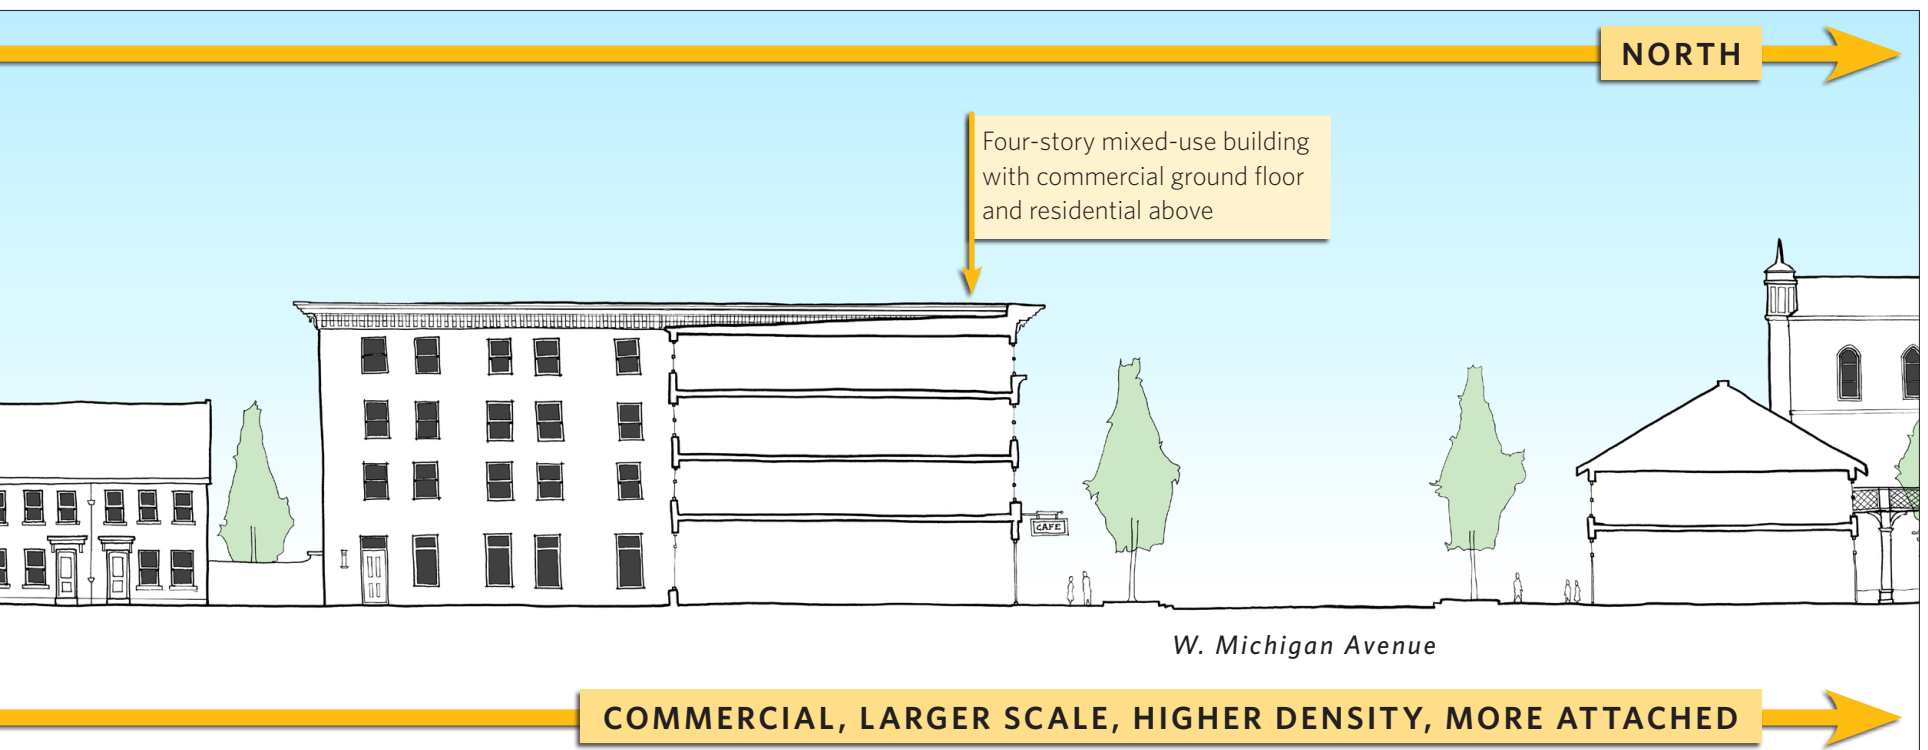 NORTH
Four-story mixed-use building
with commercial ground floor
and residential above
CAFE
W. Michigan Avenue
COMMERCIAL, LARGER SCALE, HIGHER DENSITY, MORE ATTACHED